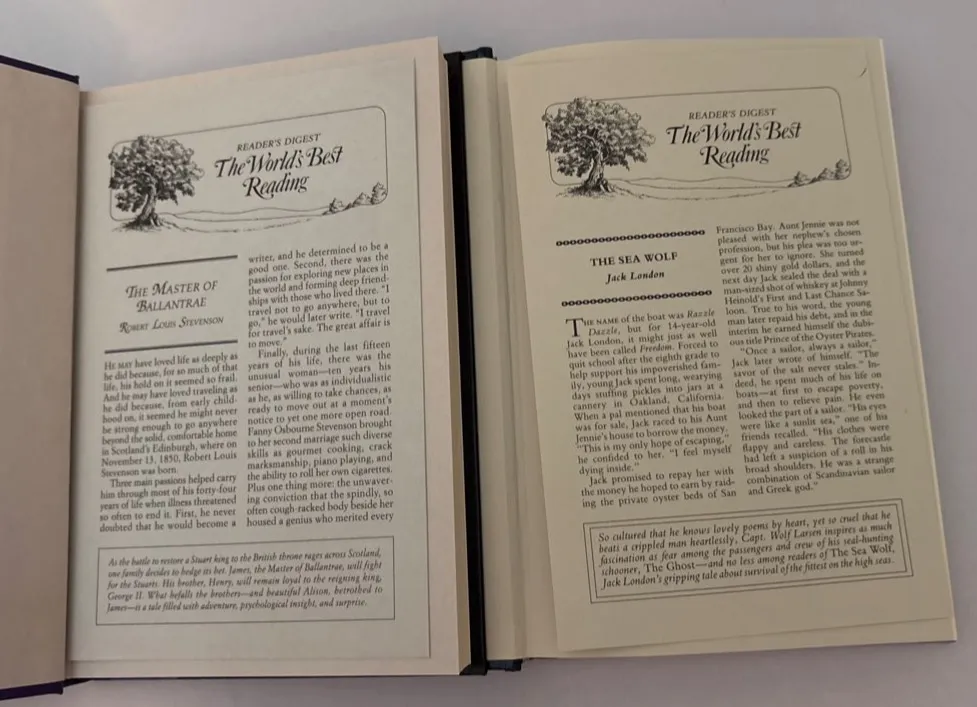 READER'S DIGEST
The World's Best
Reading
THE MASTER OF
BALLANTRAE
ROBERT LOUIS STEVENSON
HE MAY have loved life as deeply as
he did because, for so much of that
life, his hold on it seemed so frail.
And he may have loved traveling as
he did because, from early child-
hood on, it seemed he might never
be strong enough to go anywhere
beyond the solid, comfortable home
in Scotland's Edinburgh, where on
November 13, 1850, Robert Louis
Stevenson was born.
Three main passions helped carry
him through most of his forty-four
years of life when illness threatened
so often to end it. First, he never
doubted that he would become a
writer, and he determined to be a
good one. Second, there was the
passion for exploring new places in
the world and forming deep friend-
ships with those who lived there. "I
travel not to go anywhere, but to
go," he would later write. "I travel
for travel's sake. The great affair is
to move."
Finally, during the last fifteen
years of his life, there was the
unusual woman—ten years his
senior—who was as individualistic
as he, as willing to take chances, as
ready to move out at a moment's
notice to yet one more open road.
Fanny Osbourne Stevenson brought
to her second marriage such diverse
skills as gourmet cooking, crack
marksmanship, piano playing, and
the ability to roll her own cigarettes.
Plus one thing more: the unwaver-
ing conviction that the spindly, so
often cough-racked body beside her
housed a genius who merited every
As the battle to restore a Stuart king to the British throne rages across Scotland,
one family decides to hedge its bet. James, the Master of Ballantrae, will fight
for the Stuarts. His brother, Henry, will remain loyal to the reigning king,
George II. What befalls the brothers—and beautiful Alison, betrothed to
James—is a tale filled with adventure, psychological insight, and surprise.
READER'S DIGEST
The World's Best
Reading
THE SEA WOLF
Jack London
THE NAME of the boat was Razzle
Dazzle, but for 14-year-old
Jack London, it might just as well
have been called Freedom. Forced to
quit school after the eighth grade to
help support his impoverished fam-
ily, young Jack spent long, wearying
days stuffing pickles into jars at a
cannery in Oakland, California.
When a pal mentioned that his boat
was for sale, Jack raced to his Aunt
Jennie's house to borrow the money.
"This is my only hope of escaping,"
he confided to her. "I feel myself
dying inside."
Jack promised to repay her with
the money he hoped to earn by raid-
ing the private oyster beds of San
Francisco Bay. Aunt Jennie was not
pleased with her nephew's chosen
profession, but his plea was too ur-
gent for her to ignore. She turned
over 20 shiny gold dollars, and the
next day Jack sealed the deal with a
man-sized shot of whiskey at Johnny
Heinold's First and Last Chance Sa-
loon. True to his word, the young
man later repaid his debt, and in the
interim he earned himself the dubi-
ous title Prince of the Oyster Pirates.
"Once a sailor, always a sailor,"
Jack later wrote of himself. "The
savor of the salt never stales." In-
deed, he spent much of his life on
boats—at first to escape poverty,
and then to relieve pain. He even
looked the part of a sailor. "His eyes
were like a sunlit sea," one of his
friends recalled. "His clothes were
flappy and careless. The forecastle
had left a suspicion of a roll in his
broad shoulders. He was a strange
combination of Scandinavian sailor
and Greek god."
So cultured that he knows lovely poems by heart, yet so cruel that he
beats a crippled man heartlessly, Capt. Wolf Larsen inspires as much
fascination as fear among the passengers and crew of his seal-hunting
schooner, The Ghost—and no less among readers of The Sea Wolf,
Jack London's gripping tale about survival of the fittest on the high seas.